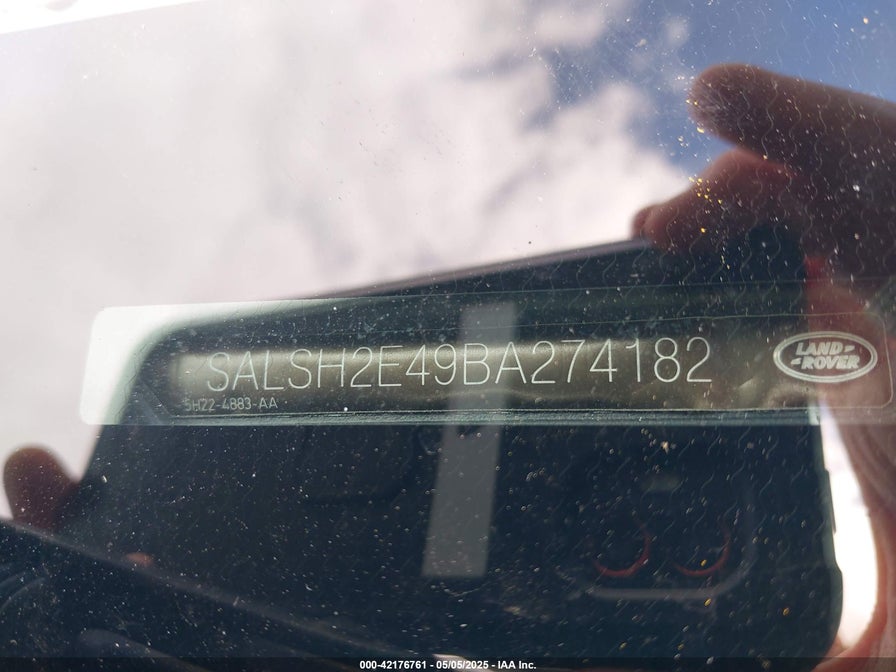 SALSH2E49BA274182
5H22-4883-AA
LAND-
-ROVER
000-42176761 - 05/05/2025 - IAA Inc.